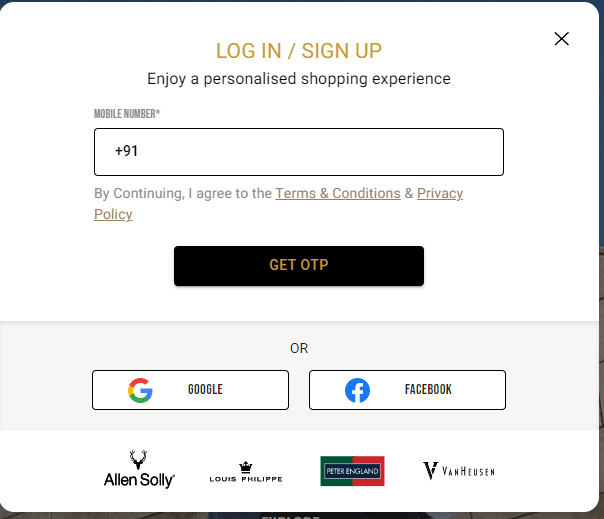 LOG IN / SIGN UP
Enjoy a personalised shopping experience
MOBILE NUMBER*
+91
By Continuing, I agree to the Terms & Conditions & Privacy
Policy
GET OTP
OR
GOOGLE
FACEBOOK
Allen Solly
LOUIS PHILIPPE
PETER ENGLAND
VANHEUSEN
EXPLORE